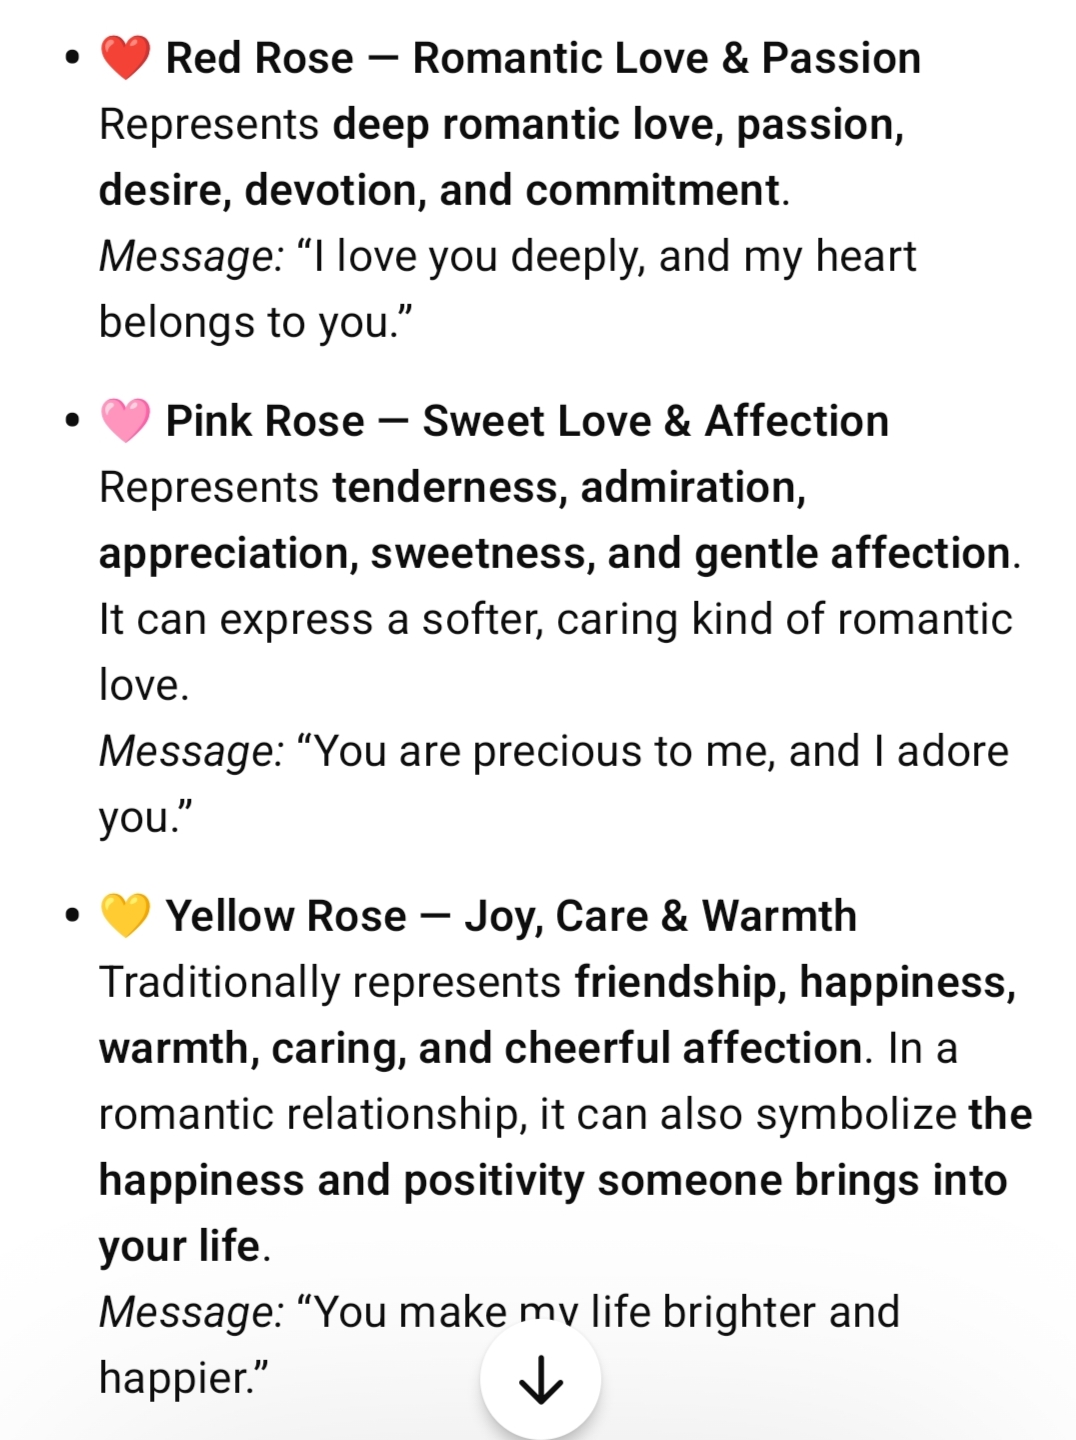 • ❤️ Red Rose — Romantic Love & Passion
Represents deep romantic love, passion,
desire, devotion, and commitment.
Message: “I love you deeply, and my heart
belongs to you.”
• 🩷 Pink Rose — Sweet Love & Affection
Represents tenderness, admiration,
appreciation, sweetness, and gentle affection.
It can express a softer, caring kind of romantic
love.
Message: “You are precious to me, and I adore
you.”
• 💛 Yellow Rose — Joy, Care & Warmth
Traditionally represents friendship, happiness,
warmth, caring, and cheerful affection. In a
romantic relationship, it can also symbolize the
happiness and positivity someone brings into
your life.
Message: “You make my life brighter and
happier.”